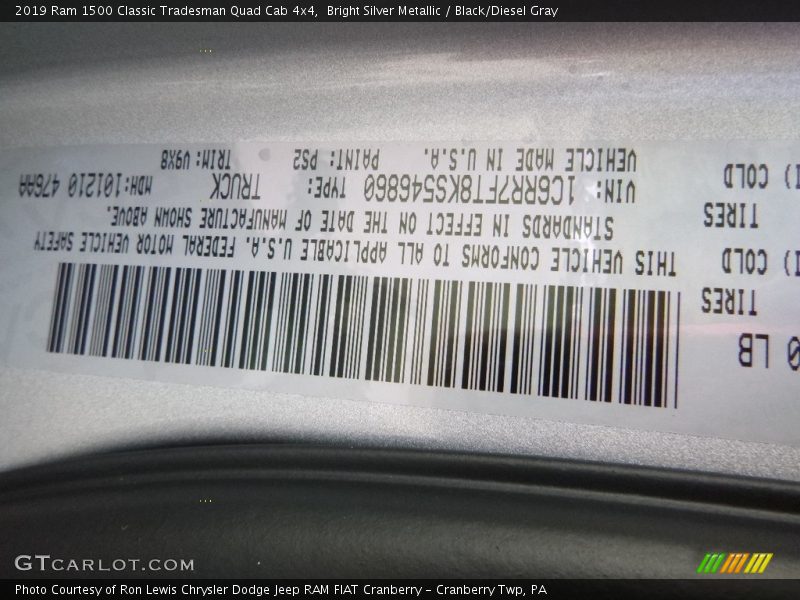 2019 Ram 1500 Classic Tradesman Quad Cab 4x4, Bright Silver Metallic / Black/Diesel Gray
0 LB
TIRES
I) COLD
TIRES
I) COLD
THIS VEHICLE CONFORMS TO ALL APPLICABLE U.S.A. FEDERAL MOTOR VEHICLE SAFETY
STANDARDS IN EFFECT ON THE DATE OF MANUFACTURE SHOWN ABOVE.
VIN: 1C6RR7FT8KS546860 TYPE: TRUCK MDH:101210 476AA
VEHICLE MADE IN U.S.A. PAINT: PS2 TRIM: V9X8
GTCARLOT.COM
Photo Courtesy of Ron Lewis Chrysler Dodge Jeep RAM FIAT Cranberry - Cranberry Twp, PA